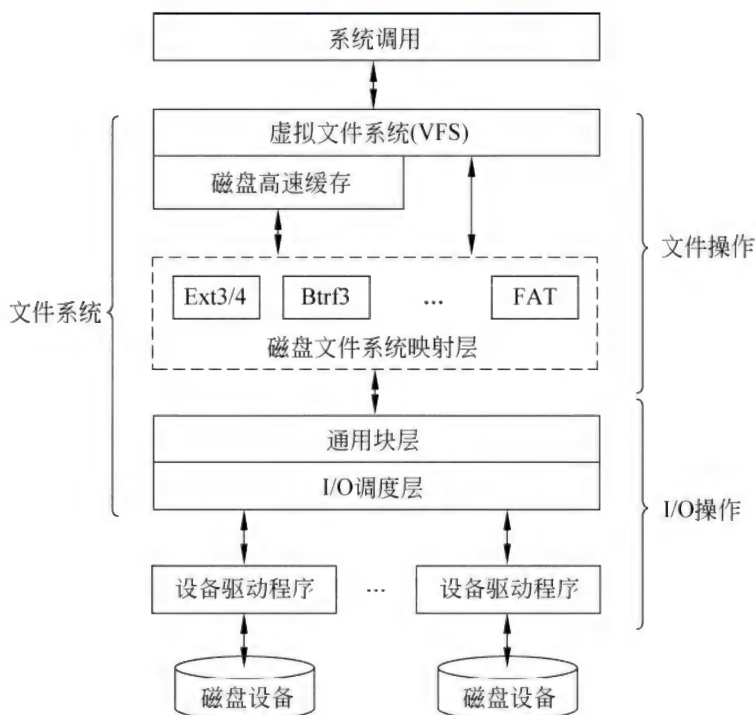 系统调用
虚拟文件系统(VFS)
磁盘高速缓存
文件操作
Ext3/4
Btrf3
...
FAT
文件系统
磁盘文件系统映射层
通用块层
I/O调度层
I/O操作
设备驱动程序
...
设备驱动程序
磁盘设备
磁盘设备